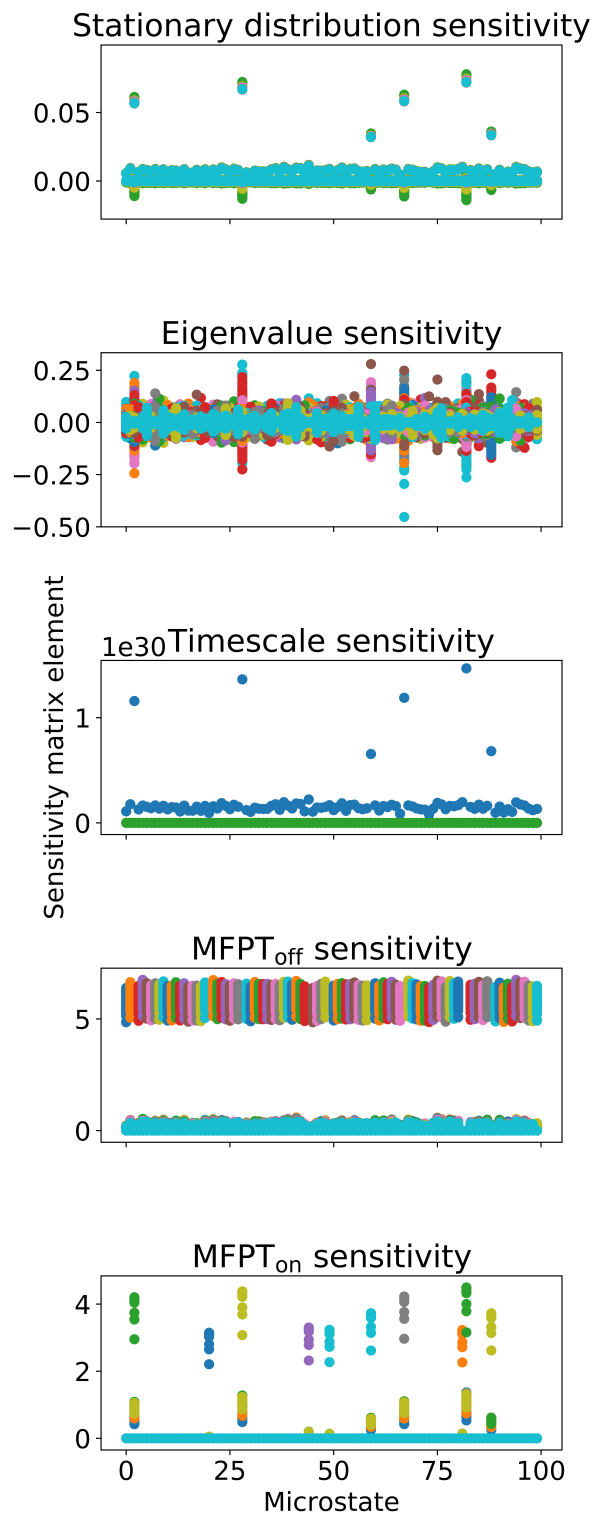 Stationary distribution sensitivity
0.05
0.00
Eigenvalue sensitivity
0.25
0.00
−0.25
−0.50
Sensitivity matrix element
1e30
Timescale sensitivity
1
0
MFPToff sensitivity
5
0
MFPTon sensitivity
4
2
0
0 25 50 75 100
Microstate